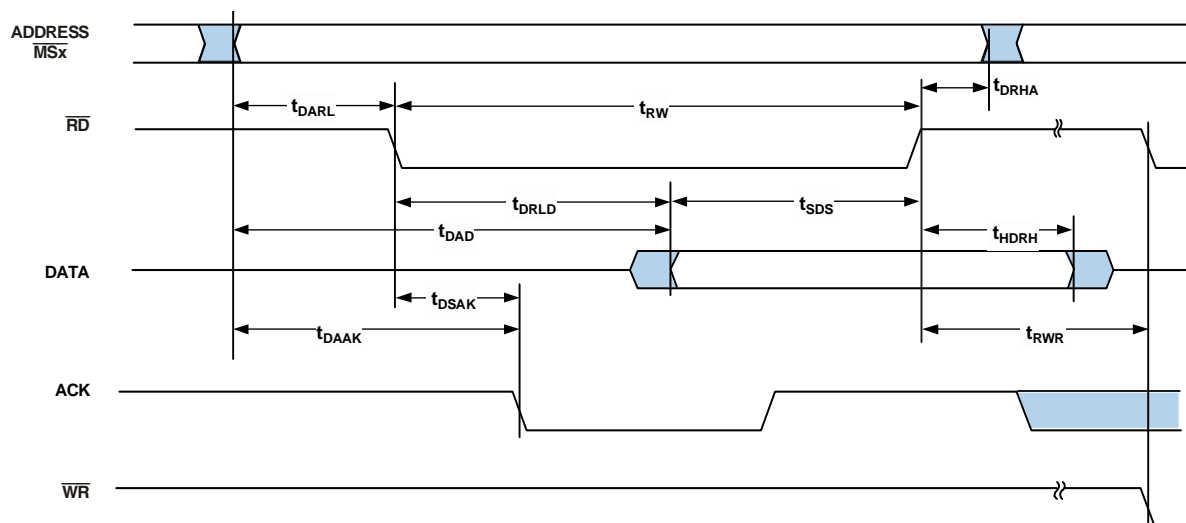 ADDRESS
MSx
tDARL
tRW
tDRHA
RD
tDRLD
tSDS
tDAD
tHDRH
DATA
tDSAK
tDAAK
tRWR
ACK
WR